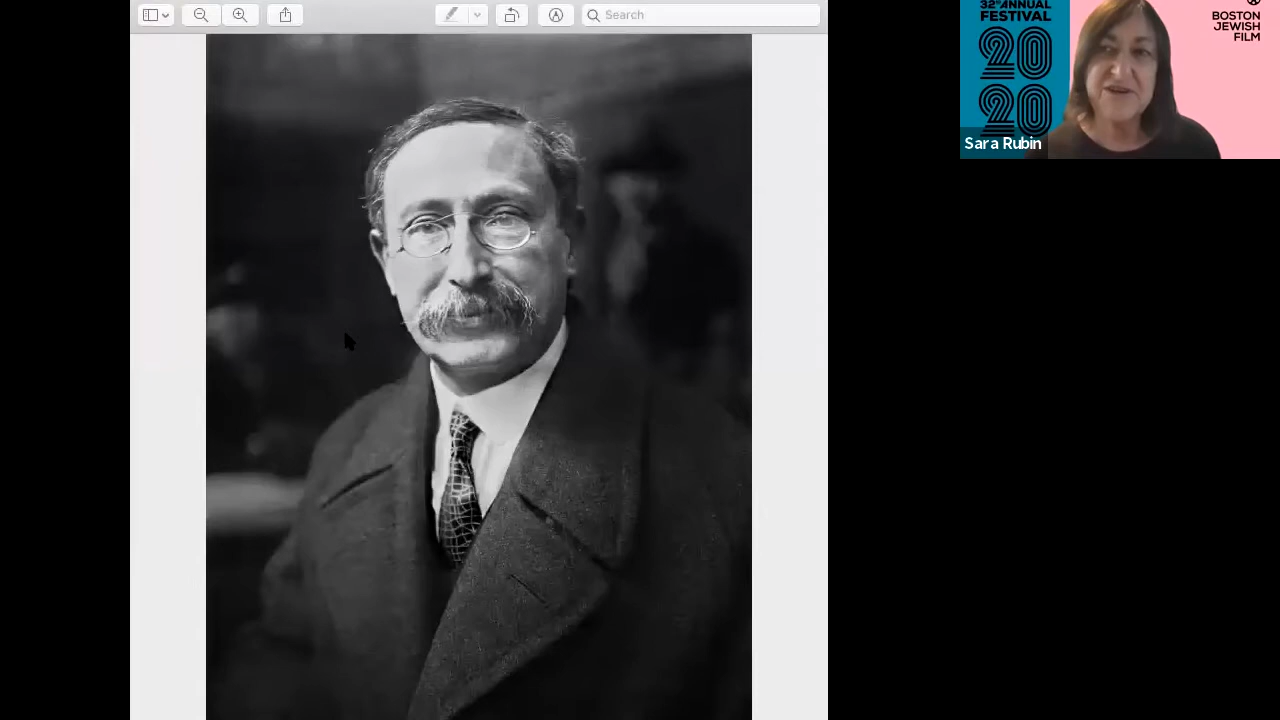 Search
32ND ANNUAL
FESTIVAL
20
20
BOSTON
JEWISH
FILM
Sara Rubin